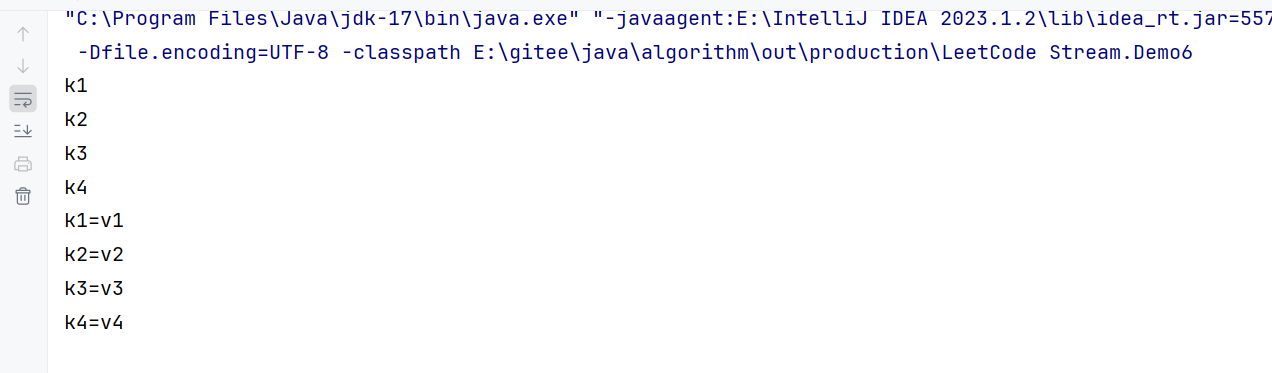 "C:\Program Files\Java\jdk-17\bin\java.exe" "-javaagent:E:\IntelliJ IDEA 2023.1.2\lib\idea_rt.jar=557
-Dfile.encoding=UTF-8 -classpath E:\gitee\java\algorithm\out\production\LeetCode Stream.Demo6
k1
k2
k3
k4
k1=v1
k2=v2
k3=v3
k4=v4